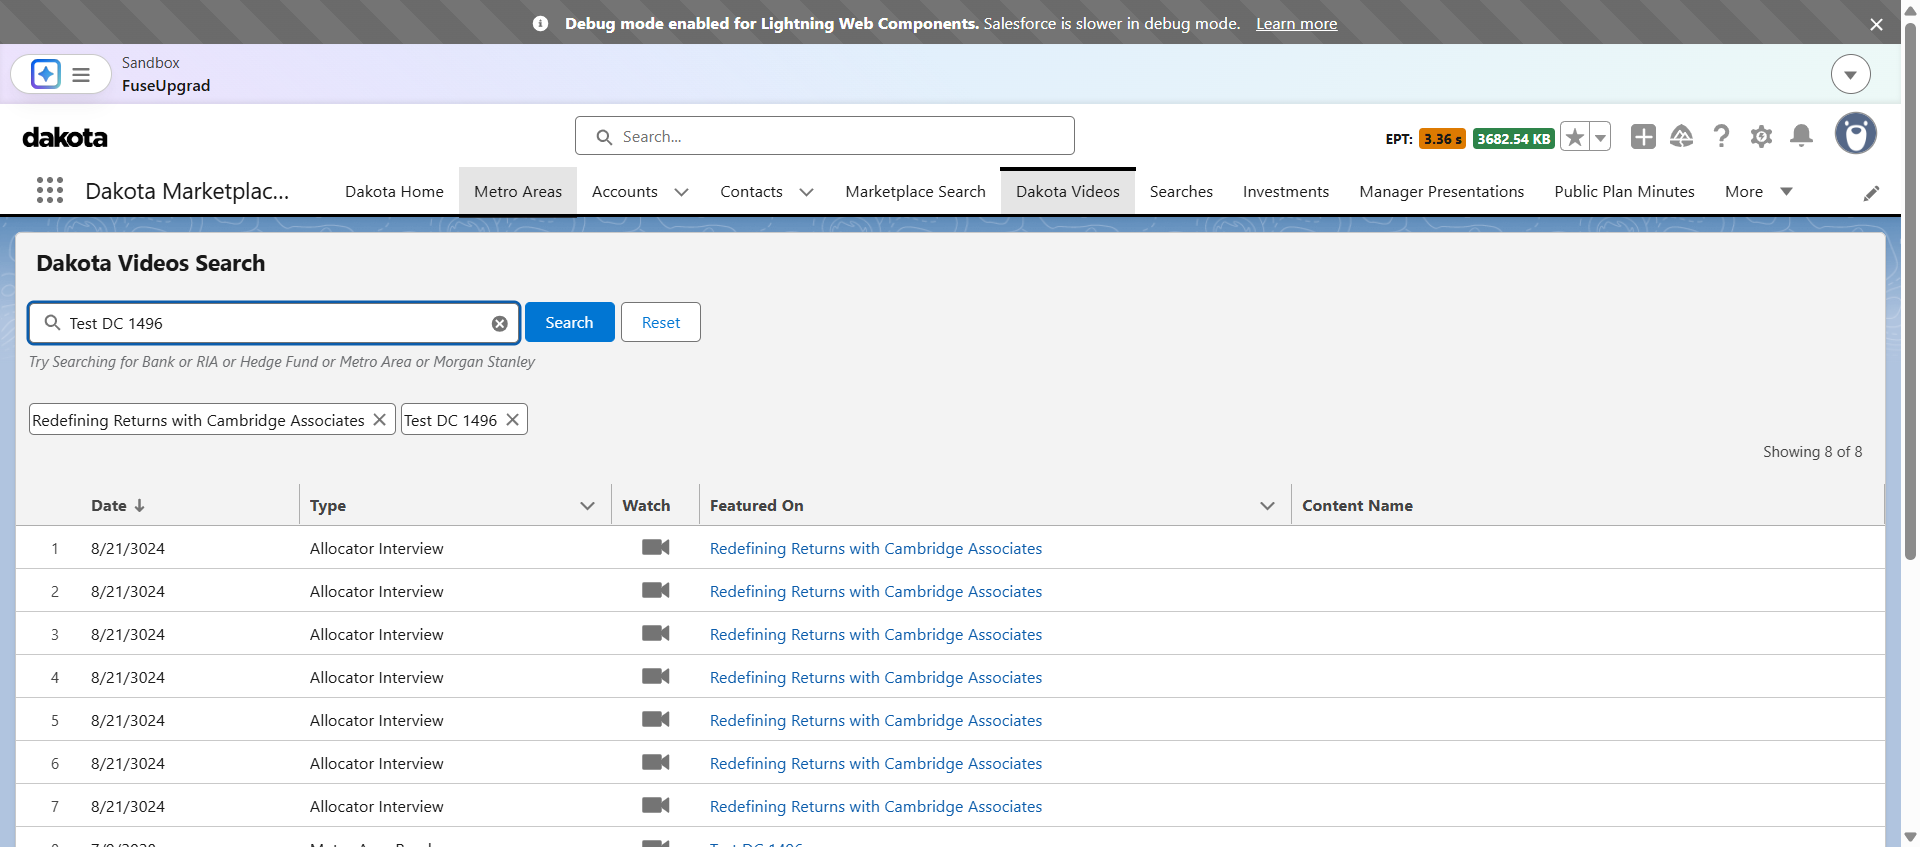 Debug mode enabled for Lightning Web Components. Salesforce is slower in debug mode. Learn more
Sandbox
FuseUpgrad
dakota
Search...
EPT: 3.36 s 3682.54 KB
Dakota Marketplac...
Dakota Home
Metro Areas
Accounts
Contacts
Marketplace Search
Dakota Videos
Searches
Investments
Manager Presentations
Public Plan Minutes
More
Dakota Videos Search
Test DC 1496
Search
Reset
Try Searching for Bank or RIA or Hedge Fund or Metro Area or Morgan Stanley
Redefining Returns with Cambridge Associates
Test DC 1496
Showing 8 of 8
Date Type Watch Featured On Content Name
1 8/21/3024 Allocator Interview Redefining Returns with Cambridge Associates
2 8/21/3024 Allocator Interview Redefining Returns with Cambridge Associates
3 8/21/3024 Allocator Interview Redefining Returns with Cambridge Associates
4 8/21/3024 Allocator Interview Redefining Returns with Cambridge Associates
5 8/21/3024 Allocator Interview Redefining Returns with Cambridge Associates
6 8/21/3024 Allocator Interview Redefining Returns with Cambridge Associates
7 8/21/3024 Allocator Interview Redefining Returns with Cambridge Associates
Test DC 1496